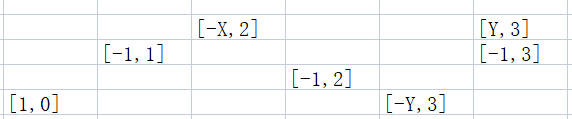 [-X,2] [Y,3]
[-1,1] [-1,3]
[-1,2]
[1,0] [-Y,3]